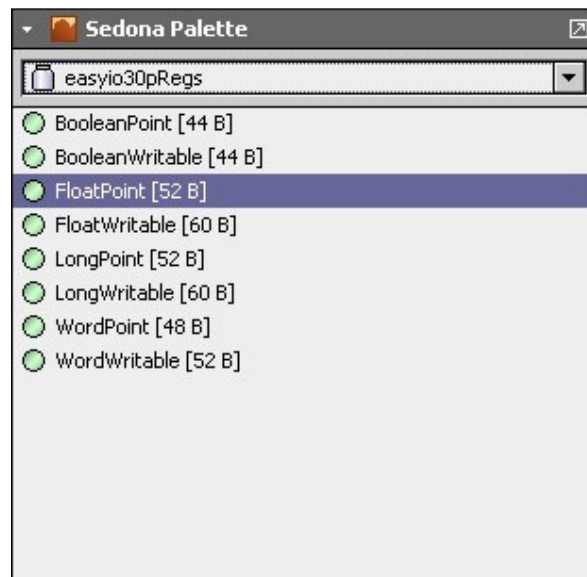 Sedona Palette
easyio30pRegs
BooleanPoint [44 B]
BooleanWritable [44 B]
FloatPoint [52 B]
FloatWritable [60 B]
LongPoint [52 B]
LongWritable [60 B]
WordPoint [48 B]
WordWritable [52 B]